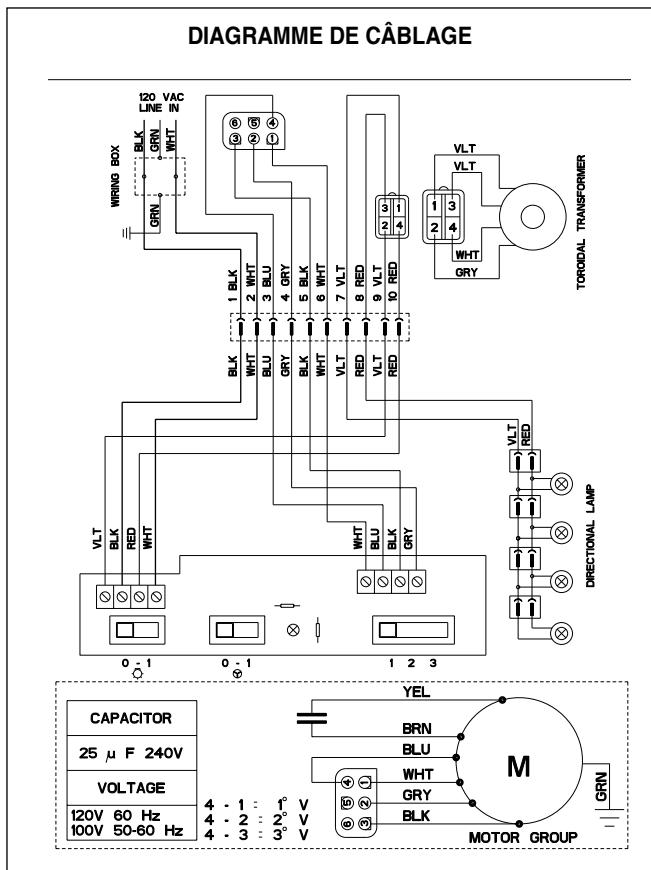 DIAGRAMME DE CÂBLAGE
120 VAC
LINE IN
BLK
GRN
WHT
WIRING BOX
GRN
6 5 4
3 2 1
3 1
2 4
1 3
2 4
VLT
VLT
WHT
GRY
TOROIDAL TRANSFORMER
1 BLK
2 WHT
3 BLU
4 GRY
5 BLK
6 WHT
7 VLT
8 RED
9 VLT
10 RED
BLK
WHT
BLU
GRY
BLK
WHT
VLT
RED
VLT
RED
VLT
RED
DIRECTIONAL LAMP
VLT
BLK
RED
WHT
WHT
BLU
BLK
GRY
0 - 1
0 - 1
1 2 3
CAPACITOR
25 µ F 240V
VOLTAGE
120V 60 Hz
100V 50-60 Hz
4 - 1 = 1° V
4 - 2 = 2° V
4 - 3 = 3° V
YEL
BRN
BLU
WHT
GRY
BLK
4 1
5 2
6 3
M
GRN
MOTOR GROUP